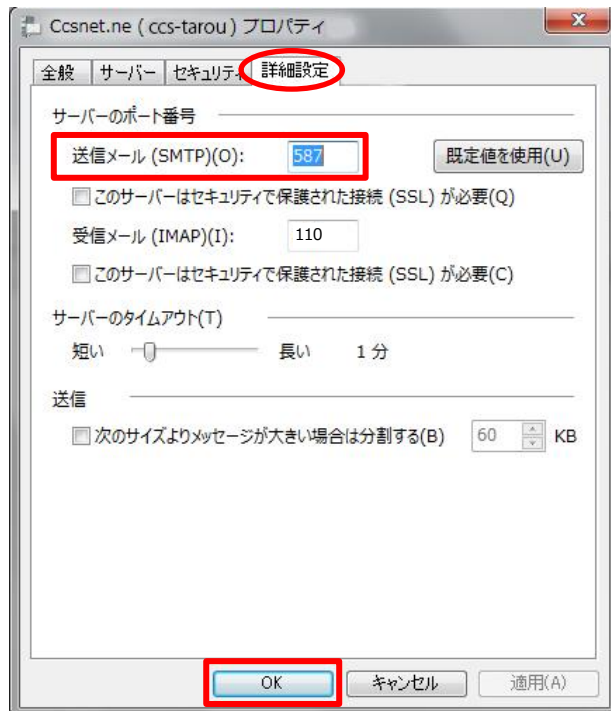 Ccsnet.ne ( ccs-tarou ) プロパティ
全般 サーバー セキュリティ 詳細設定
サーバーのポート番号
送信メール (SMTP)(O): 587 既定値を使用(U)
このサーバーはセキュリティで保護された接続 (SSL) が必要(Q)
受信メール (IMAP)(I): 110
このサーバーはセキュリティで保護された接続 (SSL) が必要(C)
サーバーのタイムアウト(T)
短い 長い 1 分
送信
次のサイズよりメッセージが大きい場合は分割する(B) 60 KB
OK キャンセル 適用(A)